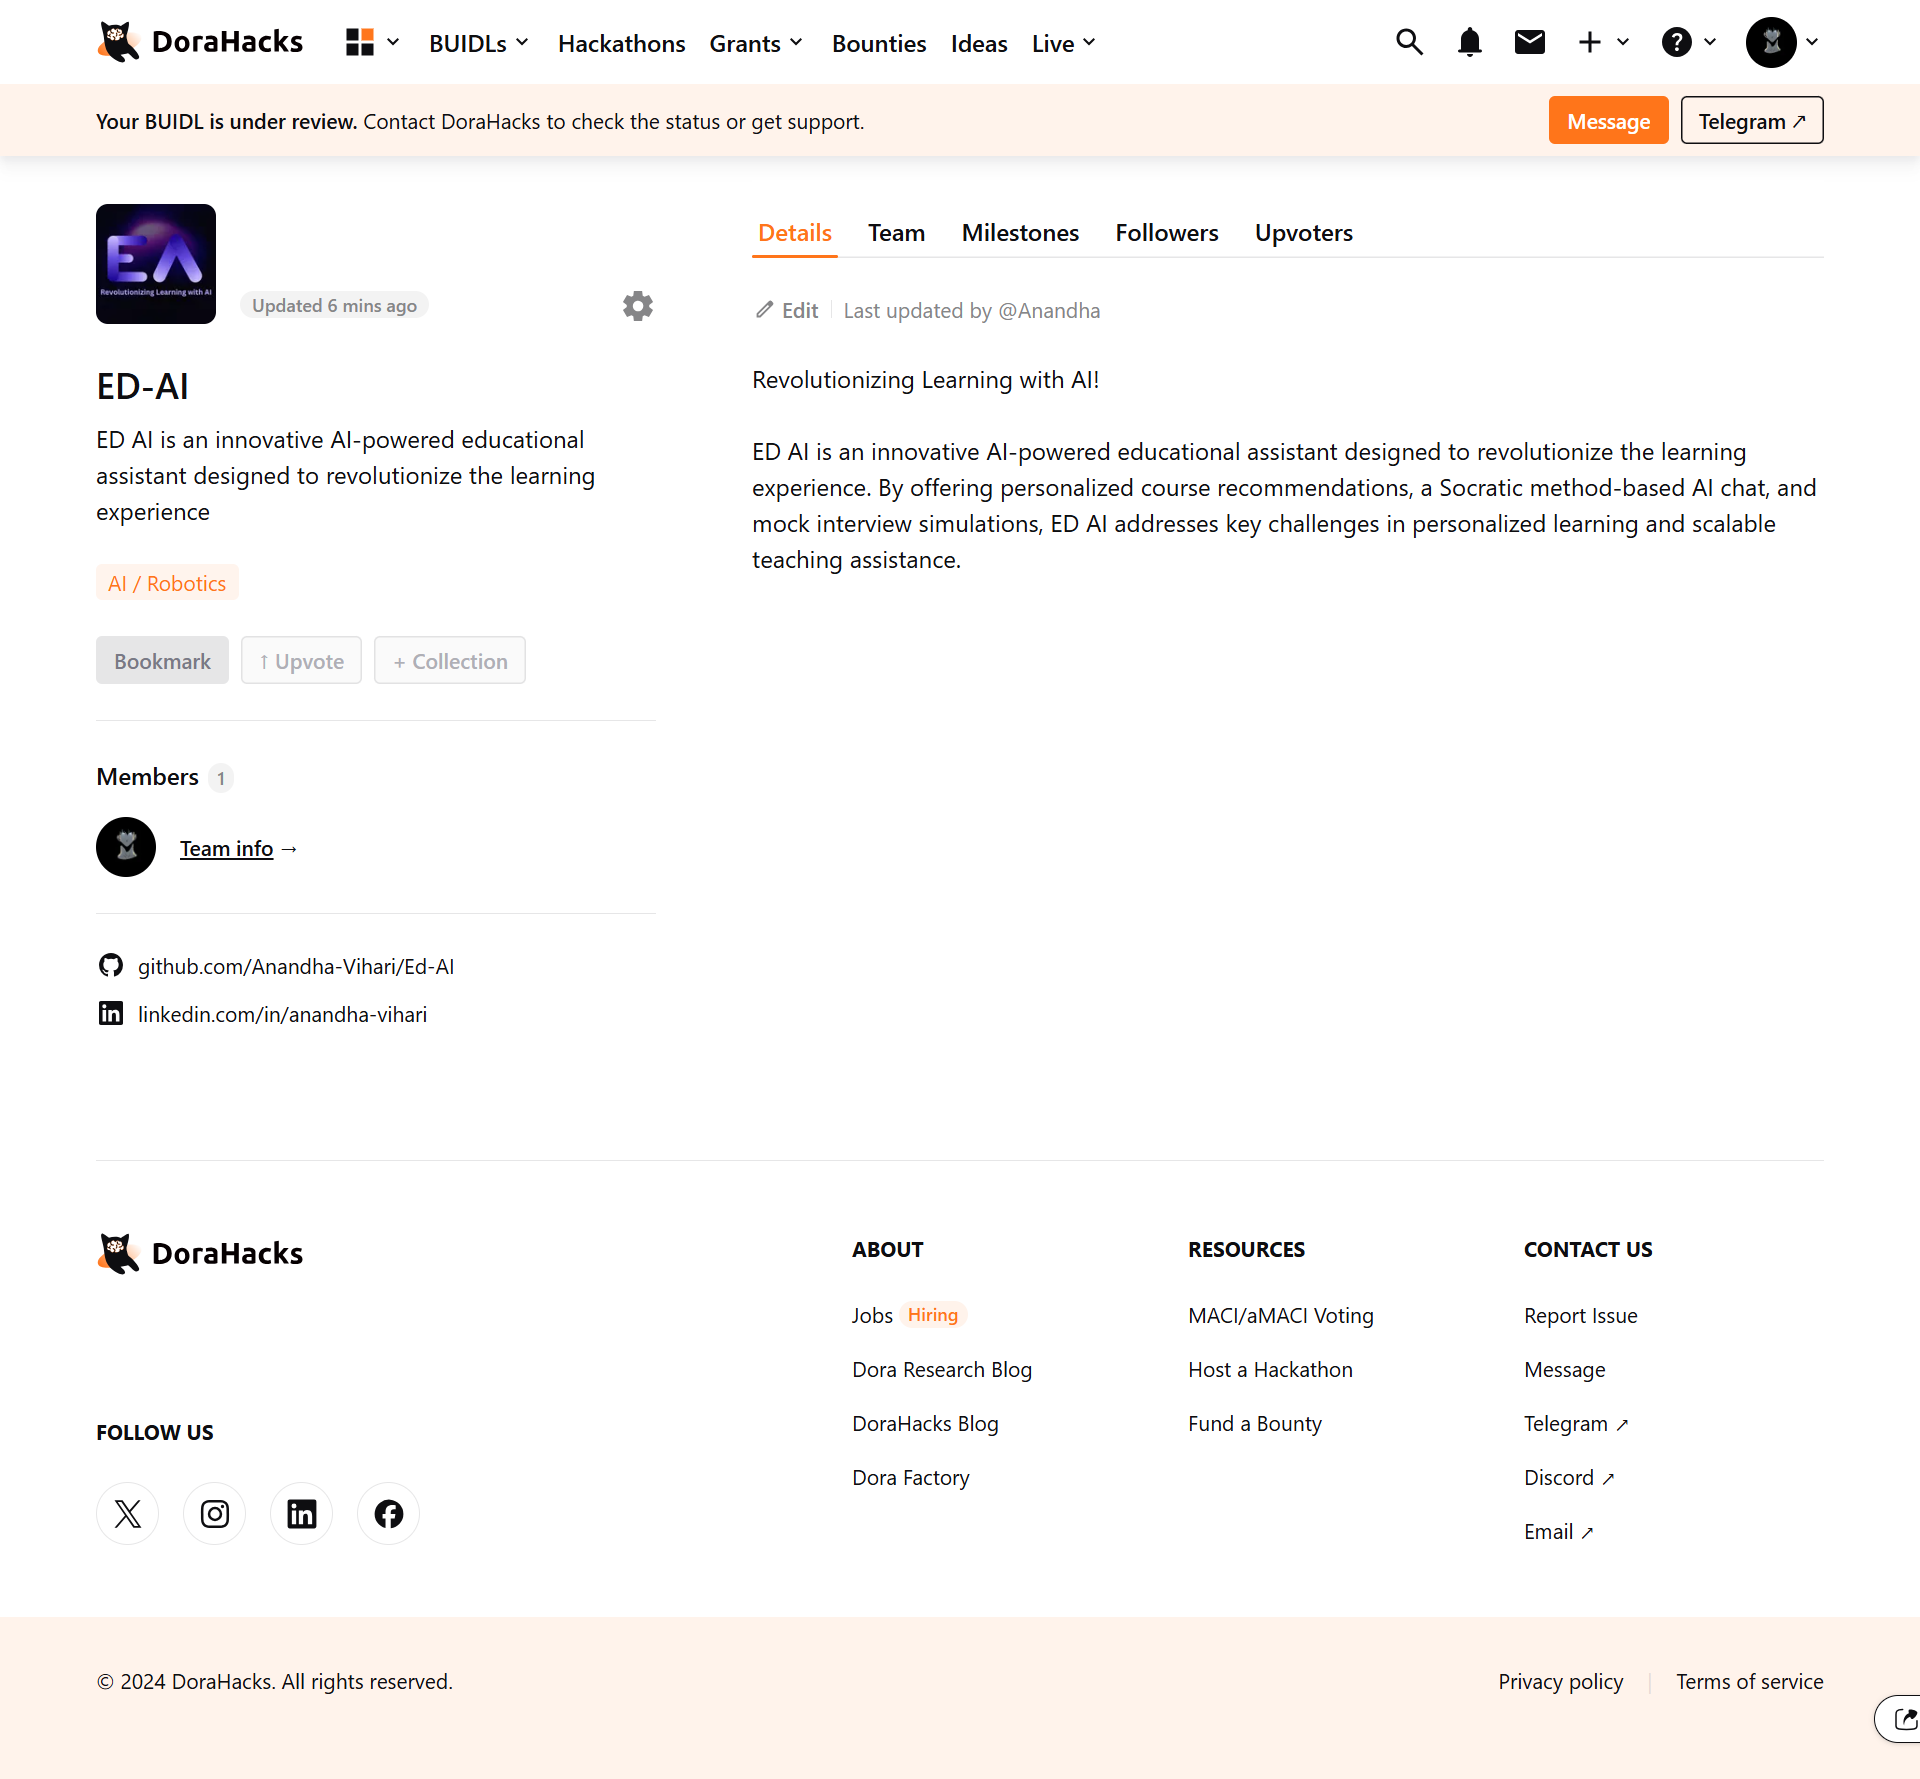 DoraHacks
BUIDLs
Hackathons
Grants
Bounties
Ideas
Live
Your BUIDL is under review. Contact DoraHacks to check the status or get support.
Message
Telegram ↗
EA
Revolutionizing Learning with AI
Updated 6 mins ago
ED-AI
ED AI is an innovative AI-powered educational
assistant designed to revolutionize the learning
experience
AI / Robotics
Bookmark
↑ Upvote
+ Collection
Members 1
Team info →
github.com/Anandha-Vihari/Ed-AI
linkedin.com/in/anandha-vihari
Details
Team
Milestones
Followers
Upvoters
Edit
Last updated by @Anandha
Revolutionizing Learning with AI!
ED AI is an innovative AI-powered educational assistant designed to revolutionize the learning
experience. By offering personalized course recommendations, a Socratic method-based AI chat, and
mock interview simulations, ED AI addresses key challenges in personalized learning and scalable
teaching assistance.
DoraHacks
FOLLOW US
ABOUT
Jobs Hiring
Dora Research Blog
DoraHacks Blog
Dora Factory
RESOURCES
MACI/aMACI Voting
Host a Hackathon
Fund a Bounty
CONTACT US
Report Issue
Message
Telegram ↗
Discord ↗
Email ↗
© 2024 DoraHacks. All rights reserved.
Privacy policy
Terms of service